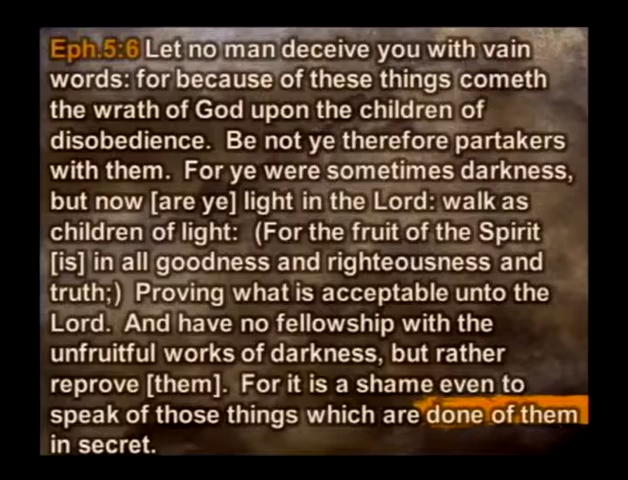 Eph.5:6 Let no man deceive you with vain
words: for because of these things cometh
the wrath of God upon the children of
disobedience. Be not ye therefore partakers
with them. For ye were sometimes darkness,
but now [are ye] light in the Lord: walk as
children of light: (For the fruit of the Spirit
[is] in all goodness and righteousness and
truth;) Proving what is acceptable unto the
Lord. And have no fellowship with the
unfruitful works of darkness, but rather
reprove [them]. For it is a shame even to
speak of those things which are done of them
in secret.